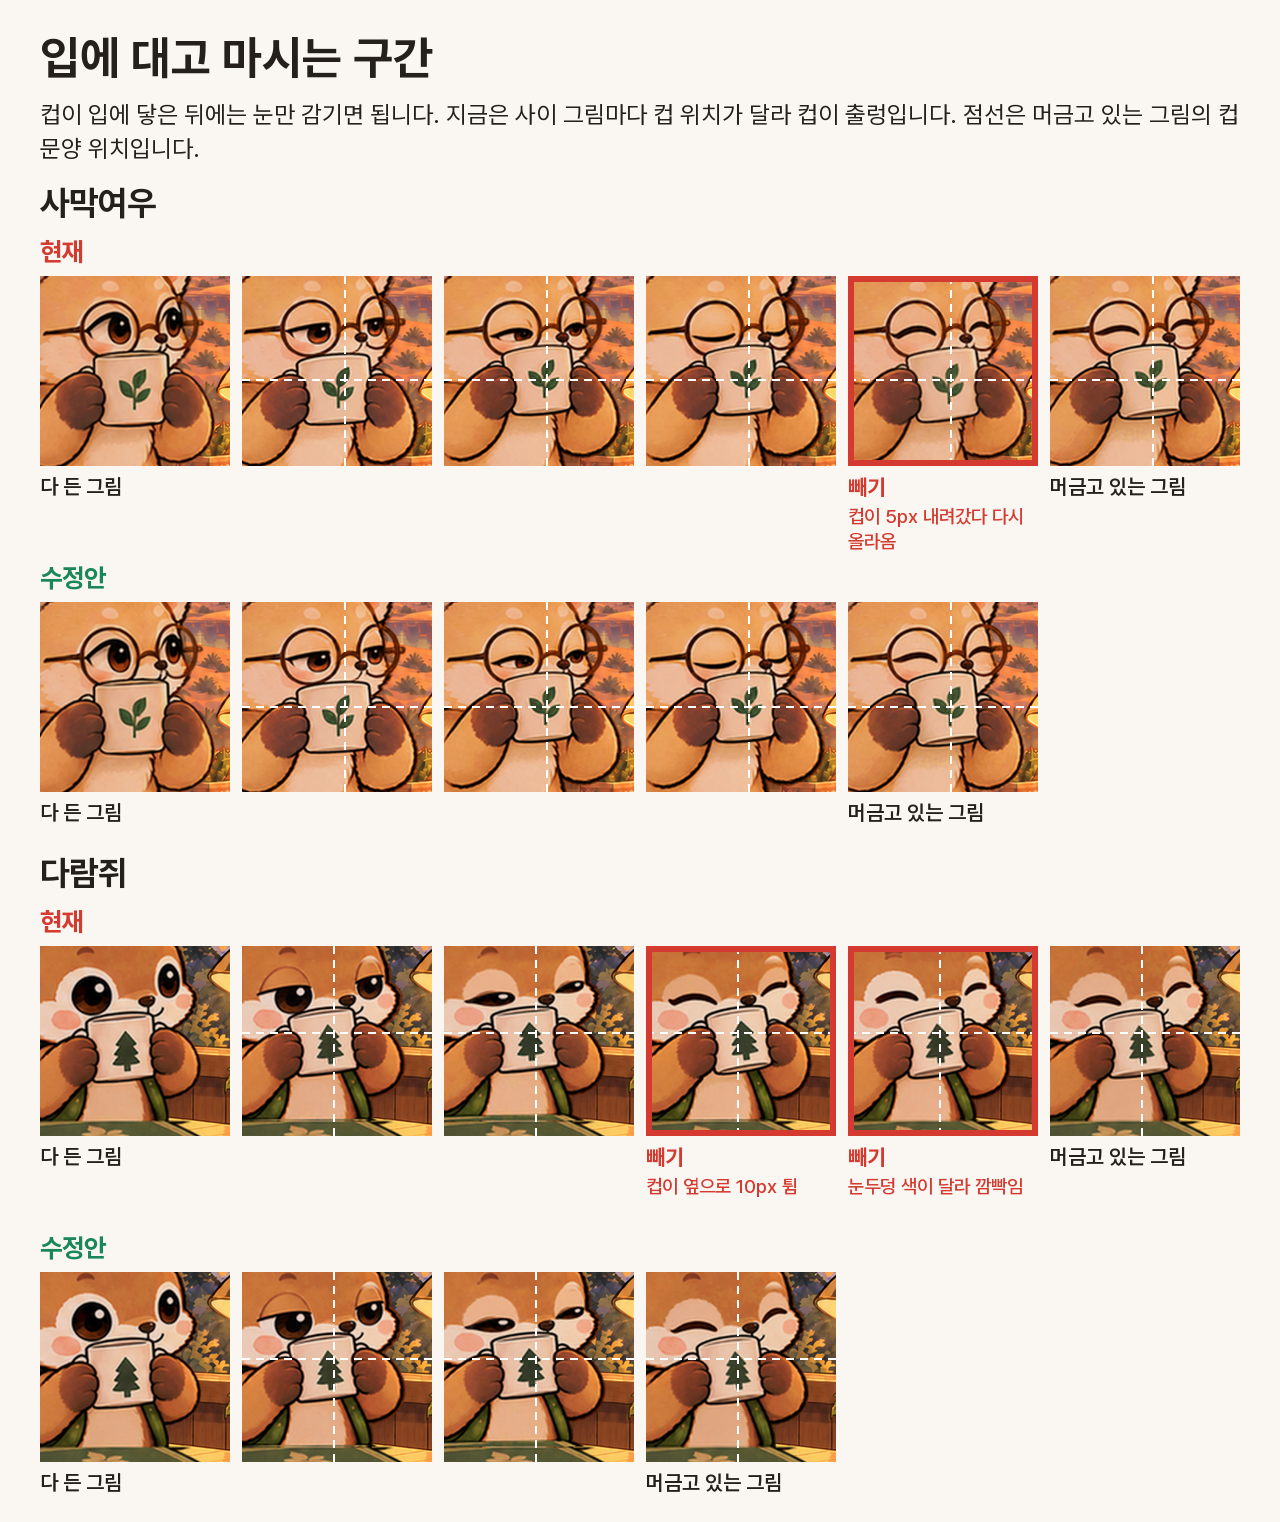 입에 대고 마시는 구간
컵이 입에 닿은 뒤에는 눈만 감기면 됩니다. 지금은 사이 그림마다 컵 위치가 달라 컵이 출렁입니다. 점선은 머금고 있는 그림의 컵
문양 위치입니다.
사막여우
현재
다 든 그림
빼기
머금고 있는 그림
컵이 5px 내려갔다 다시
올라옴
수정안
다 든 그림
머금고 있는 그림
다람쥐
현재
다 든 그림
빼기
빼기
머금고 있는 그림
컵이 옆으로 10px 튐
눈두덩 색이 달라 깜빡임
수정안
다 든 그림
머금고 있는 그림